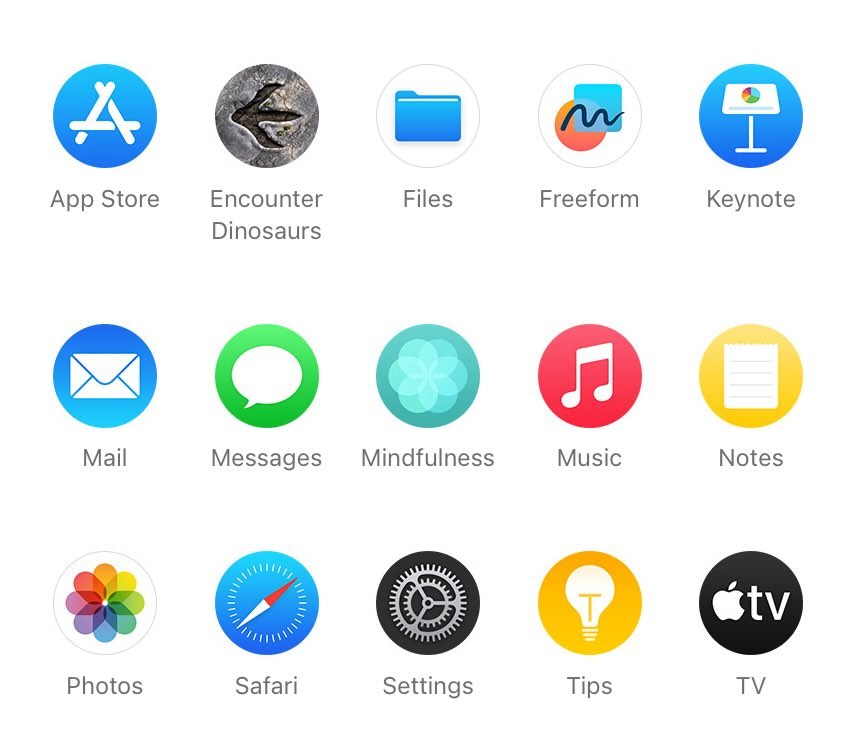 App Store
Encounter
Dinosaurs
Files
Freeform
Keynote
Mail
Messages
Mindfulness
Music
Notes
tv
Photos
Safari
Settings
Tips
TV